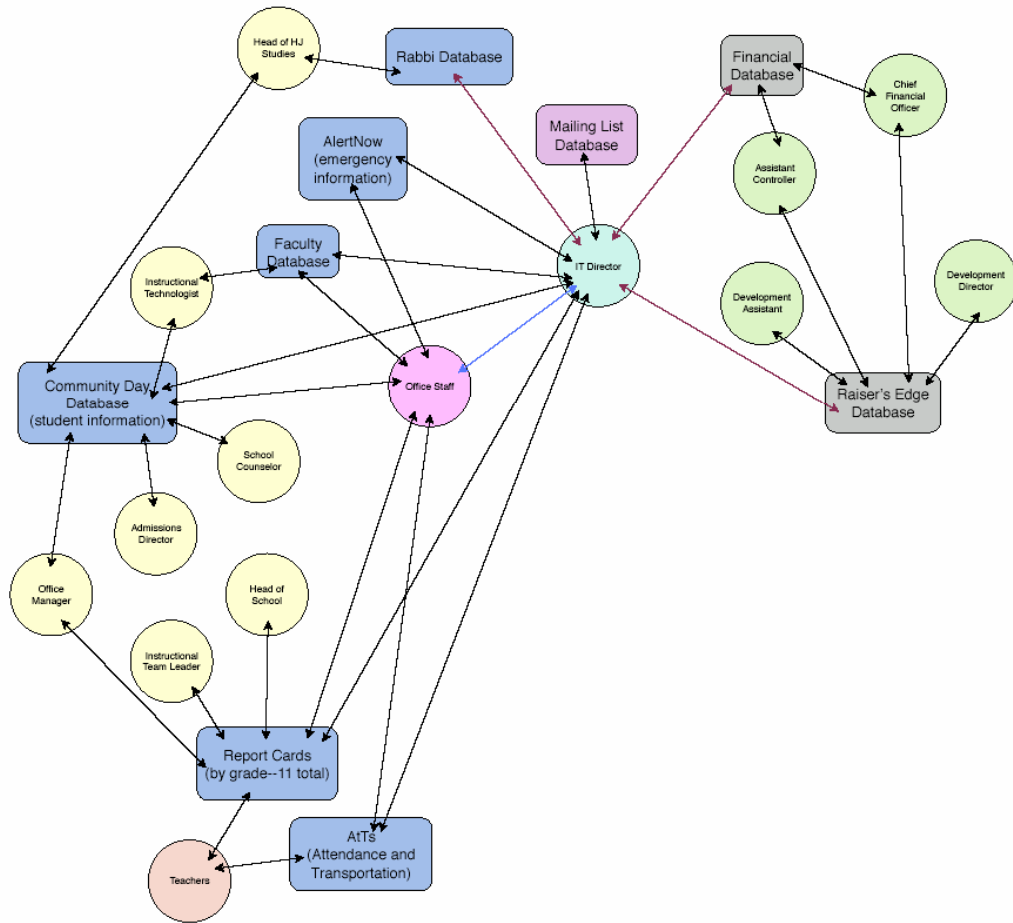 Head of HJ
Studies
Rabbi Database
Financial
Database
Chief
Financial
Officer
Mailing List
Database
AlertNow
(emergency
information)
Assistant
Controller
Faculty
Database
IT Director
Instructional
Technologist
Development
Director
Development
Assistant
Community Day
Database
(student information)
Office Staff
Raiser's Edge
Database
School
Counselor
Admissions
Director
Office
Manager
Head of
School
Instructional
Team Leader
Report Cards
(by grade--11 total)
AtTs
(Attendance and
Transportation)
Teachers